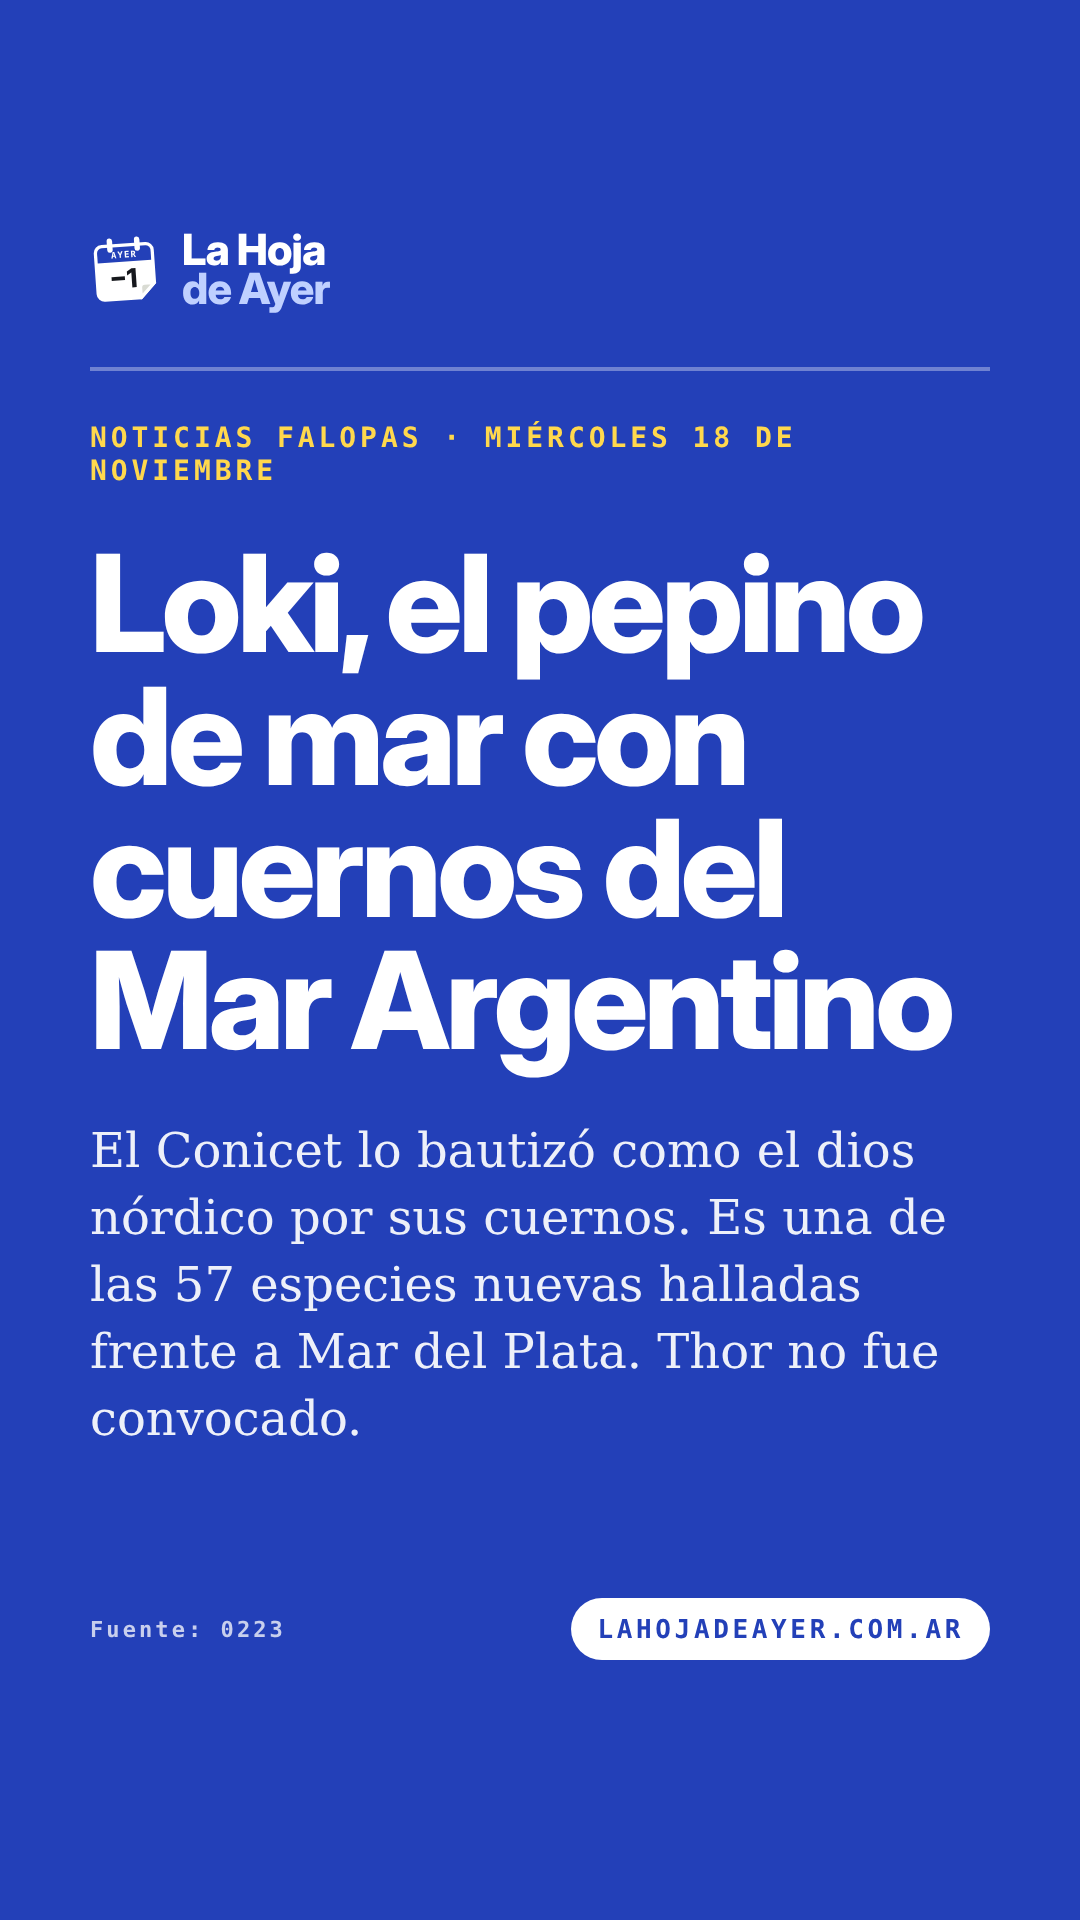 AYER
−1
La Hoja
de Ayer
NOTICIAS FALOPAS · MIÉRCOLES 18 DE
NOVIEMBRE
Loki, el pepino
de mar con
cuernos del
Mar Argentino
El Conicet lo bautizó como el dios
nórdico por sus cuernos. Es una de
las 57 especies nuevas halladas
frente a Mar del Plata. Thor no fue
convocado.
Fuente: 0223
LAHOJADEAYER.COM.AR